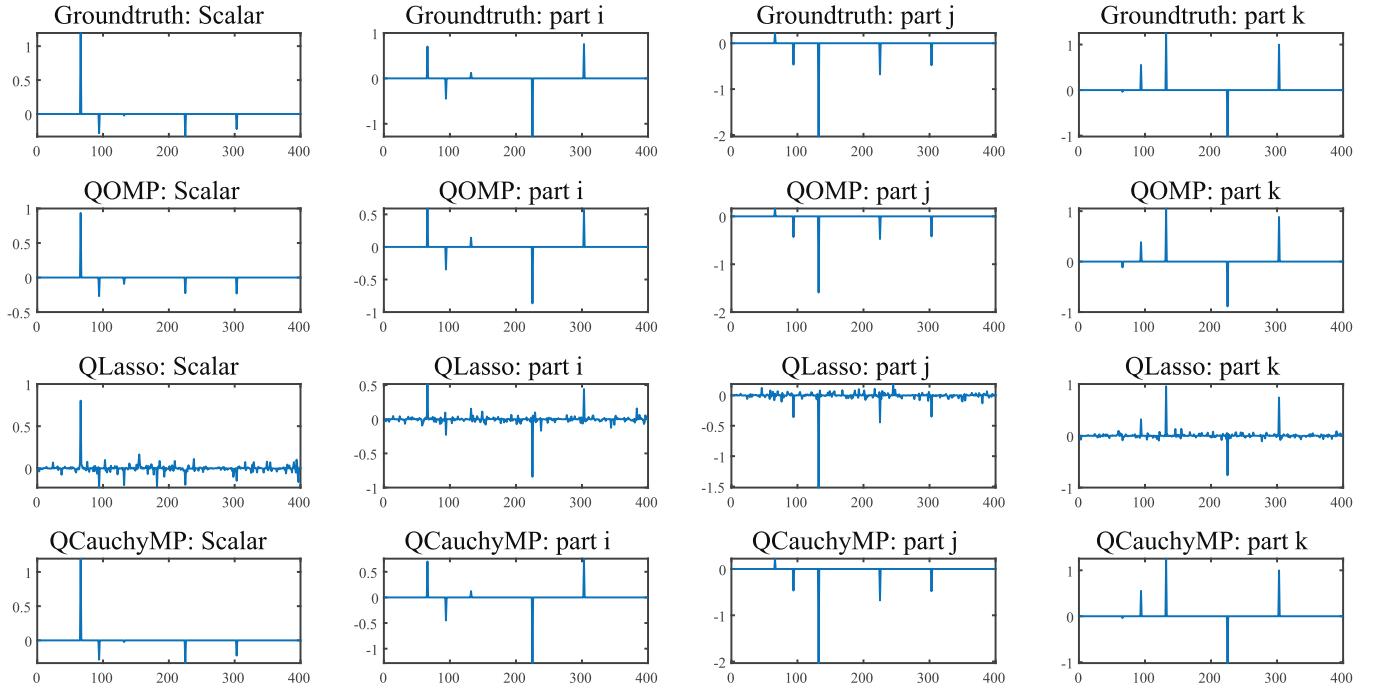 Groundtruth: Scalar
Groundtruth: part i
Groundtruth: part j
Groundtruth: part k
1
0.5
0
0 100 200 300 400
1
0
-1
0 100 200 300 400
0
-1
-2
0 100 200 300 400
1
0
-1
0 100 200 300 400
QOMP: Scalar
QOMP: part i
QOMP: part j
QOMP: part k
1
0.5
0
-0.5
0 100 200 300 400
0.5
0
-0.5
-1
0 100 200 300 400
0
-1
-2
0 100 200 300 400
1
0
-1
0 100 200 300 400
QLasso: Scalar
QLasso: part i
QLasso: part j
QLasso: part k
1
0.5
0
0 100 200 300 400
0.5
0
-0.5
-1
0 100 200 300 400
0
-0.5
-1
-1.5
0 100 200 300 400
1
0
-1
0 100 200 300 400
QCauchyMP: Scalar
QCauchyMP: part i
QCauchyMP: part j
QCauchyMP: part k
1
0.5
0
0 100 200 300 400
0.5
0
-0.5
-1
0 100 200 300 400
0
-1
-2
0 100 200 300 400
1
0
-1
0 100 200 300 400